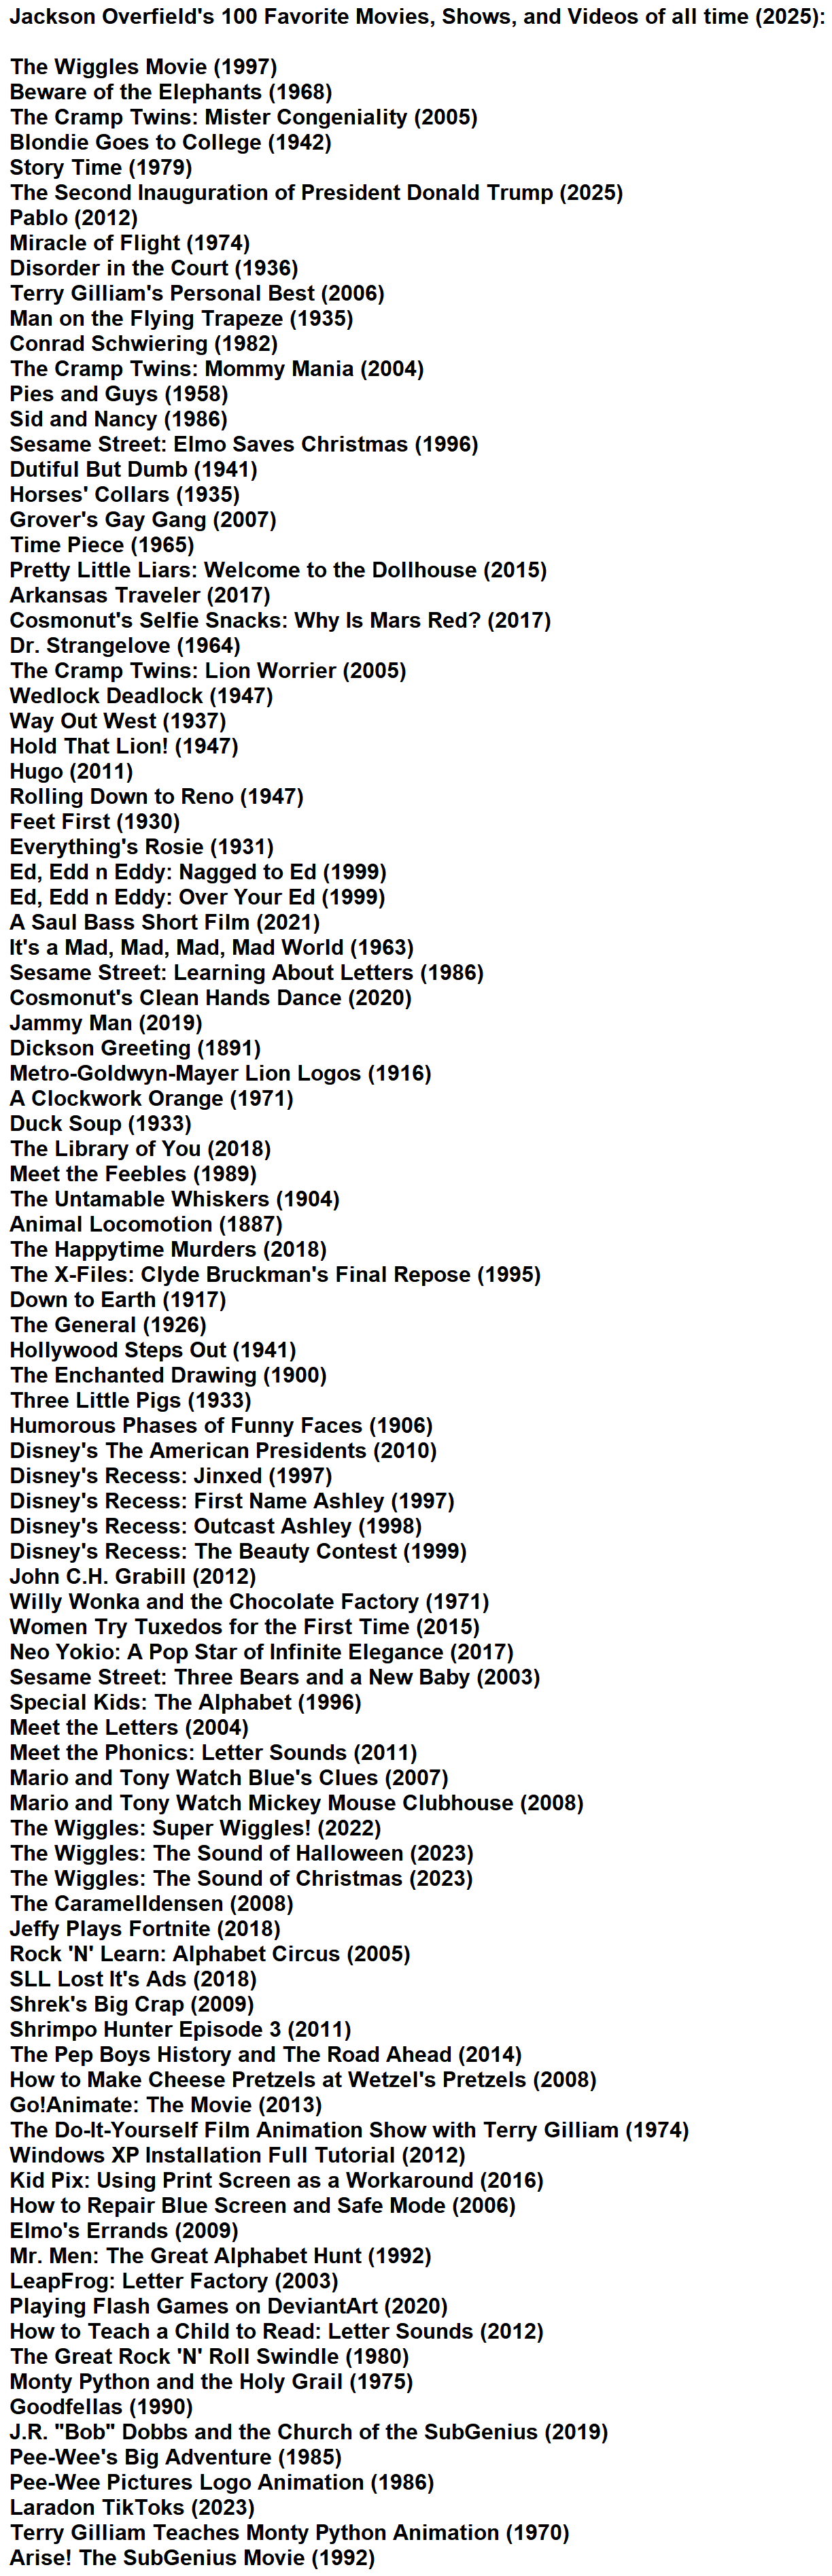 Jackson Overfield's 100 Favorite Movies, Shows, and Videos of all time (2025):
The Wiggles Movie (1997)
Beware of the Elephants (1968)
The Cramp Twins: Mister Congeniality (2005)
Blondie Goes to College (1942)
Story Time (1979)
The Second Inauguration of President Donald Trump (2025)
Pablo (2012)
Miracle of Flight (1974)
Disorder in the Court (1936)
Terry Gilliam's Personal Best (2006)
Man on the Flying Trapeze (1935)
Conrad Schwiering (1982)
The Cramp Twins: Mommy Mania (2004)
Pies and Guys (1958)
Sid and Nancy (1986)
Sesame Street: Elmo Saves Christmas (1996)
Dutiful But Dumb (1941)
Horses' Collars (1935)
Grover's Gay Gang (2007)
Time Piece (1965)
Pretty Little Liars: Welcome to the Dollhouse (2015)
Arkansas Traveler (2017)
Cosmonut's Selfie Snacks: Why Is Mars Red? (2017)
Dr. Strangelove (1964)
The Cramp Twins: Lion Worrier (2005)
Wedlock Deadlock (1947)
Way Out West (1937)
Hold That Lion! (1947)
Hugo (2011)
Rolling Down to Reno (1947)
Feet First (1930)
Everything's Rosie (1931)
Ed, Edd n Eddy: Nagged to Ed (1999)
Ed, Edd n Eddy: Over Your Ed (1999)
A Saul Bass Short Film (2021)
It's a Mad, Mad, Mad, Mad World (1963)
Sesame Street: Learning About Letters (1986)
Cosmonut's Clean Hands Dance (2020)
Jammy Man (2019)
Dickson Greeting (1891)
Metro-Goldwyn-Mayer Lion Logos (1916)
A Clockwork Orange (1971)
Duck Soup (1933)
The Library of You (2018)
Meet the Feebles (1989)
The Untamable Whiskers (1904)
Animal Locomotion (1887)
The Happytime Murders (2018)
The X-Files: Clyde Bruckman's Final Repose (1995)
Down to Earth (1917)
The General (1926)
Hollywood Steps Out (1941)
The Enchanted Drawing (1900)
Three Little Pigs (1933)
Humorous Phases of Funny Faces (1906)
Disney's The American Presidents (2010)
Disney's Recess: Jinxed (1997)
Disney's Recess: First Name Ashley (1997)
Disney's Recess: Outcast Ashley (1998)
Disney's Recess: The Beauty Contest (1999)
John C.H. Grabill (2012)
Willy Wonka and the Chocolate Factory (1971)
Women Try Tuxedos for the First Time (2015)
Neo Yokio: A Pop Star of Infinite Elegance (2017)
Sesame Street: Three Bears and a New Baby (2003)
Special Kids: The Alphabet (1996)
Meet the Letters (2004)
Meet the Phonics: Letter Sounds (2011)
Mario and Tony Watch Blue's Clues (2007)
Mario and Tony Watch Mickey Mouse Clubhouse (2008)
The Wiggles: Super Wiggles! (2022)
The Wiggles: The Sound of Halloween (2023)
The Wiggles: The Sound of Christmas (2023)
The Caramelldensen (2008)
Jeffy Plays Fortnite (2018)
Rock 'N' Learn: Alphabet Circus (2005)
SLL Lost It's Ads (2018)
Shrek's Big Crap (2009)
Shrimpo Hunter Episode 3 (2011)
The Pep Boys History and The Road Ahead (2014)
How to Make Cheese Pretzels at Wetzel's Pretzels (2008)
Go!Animate: The Movie (2013)
The Do-It-Yourself Film Animation Show with Terry Gilliam (1974)
Windows XP Installation Full Tutorial (2012)
Kid Pix: Using Print Screen as a Workaround (2016)
How to Repair Blue Screen and Safe Mode (2006)
Elmo's Errands (2009)
Mr. Men: The Great Alphabet Hunt (1992)
LeapFrog: Letter Factory (2003)
Playing Flash Games on DeviantArt (2020)
How to Teach a Child to Read: Letter Sounds (2012)
The Great Rock 'N' Roll Swindle (1980)
Monty Python and the Holy Grail (1975)
Goodfellas (1990)
J.R. "Bob" Dobbs and the Church of the SubGenius (2019)
Pee-Wee's Big Adventure (1985)
Pee-Wee Pictures Logo Animation (1986)
Laradon TikToks (2023)
Terry Gilliam Teaches Monty Python Animation (1970)
Arise! The SubGenius Movie (1992)